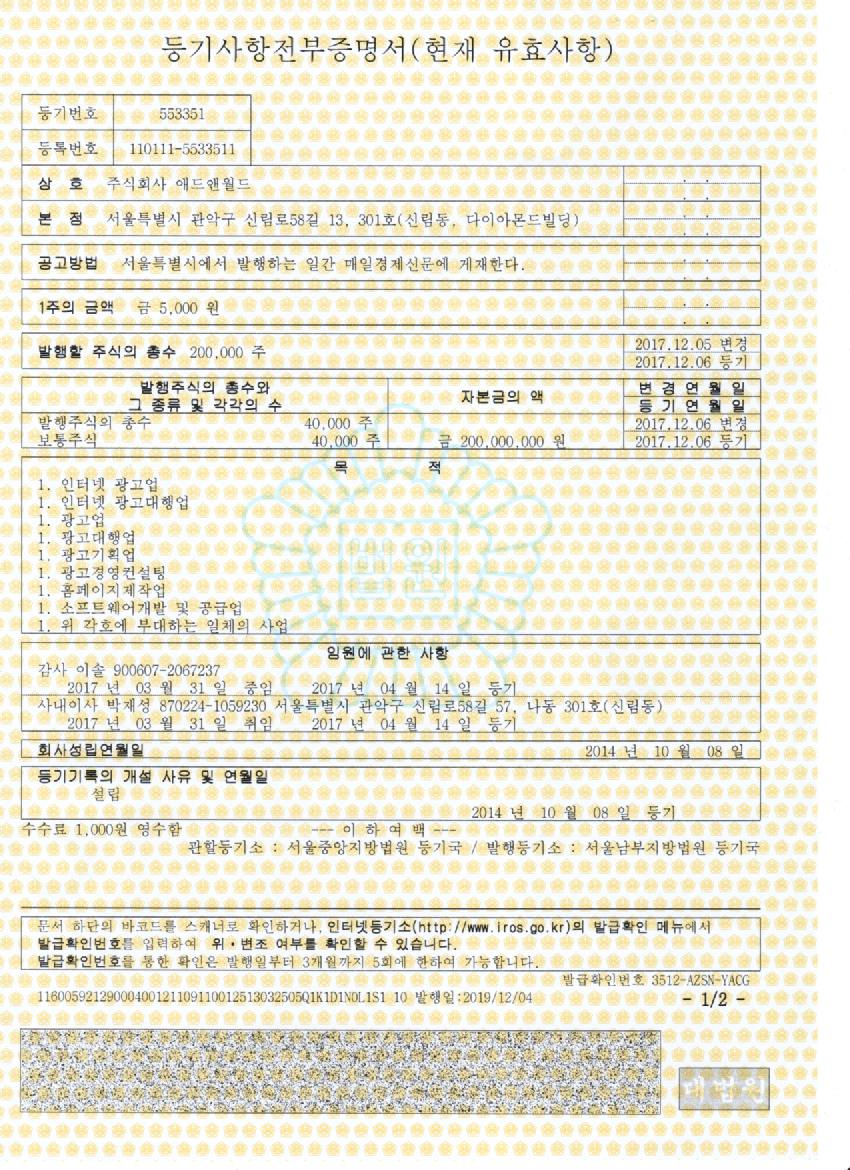 등기사항전부증명서(현재 유효사항)
등기번호 553351
등록번호 110111-5533511
상 호 주식회사 애드앤월드
본 점 서울특별시 관악구 신림로58길 13, 301호(신림동, 다이아몬드빌딩)
공고방법 서울특별시에서 발행하는 일간 매일경제신문에 게재한다.
1주의 금액 금 5,000 원
발행할 주식의 총수 200,000 주 2017.12.05 변경
2017.12.06 등기
발행주식의 총수와 그 종류 및 각각의 수 자본금의 액 변 경 연 월 일
등 기 연 월 일
발행주식의 총수 40,000 주 2017.12.06 변경
보통주식 40,000 주 금 200,000,000 원 2017.12.06 등기
목 적
1. 인터넷 광고업
1. 인터넷 광고대행업
1. 광고업
1. 광고대행업
1. 광고기획업
1. 광고경영컨설팅
1. 홈페이지제작업
1. 소프트웨어개발 및 공급업
1. 위 각호에 부대하는 일체의 사업
법원
임원에 관한 사항
감사 이솔 900607-2067237
2017 년 03 월 31 일 중임 2017 년 04 월 14 일 등기
사내이사 박재성 870224-1059230 서울특별시 관악구 신림로58길 57, 나동 301호(신림동)
2017 년 03 월 31 일 취임 2017 년 04 월 14 일 등기
회사성립연월일 2014 년 10 월 08 일
등기기록의 개설 사유 및 연월일
설립
2014 년 10 월 08 일 등기
수수료 1,000원 영수함 --- 이 하 여 백 ---
관할등기소 : 서울중앙지방법원 등기국 / 발행등기소 : 서울남부지방법원 등기국
문서 하단의 바코드를 스캐너로 확인하거나, 인터넷등기소(http://www.iros.go.kr)의 발급확인 메뉴에서
발급확인번호를 입력하여 위·변조 여부를 확인할 수 있습니다.
발급확인번호를 통한 확인은 발행일부터 3개월까지 5회에 한하여 가능합니다.
발급확인번호 3512-AZSN-YACG
11600592129000400121109110012513032505Q1K1D1N0L1S1 10 발행일:2019/12/04
- 1/2 -
대법원